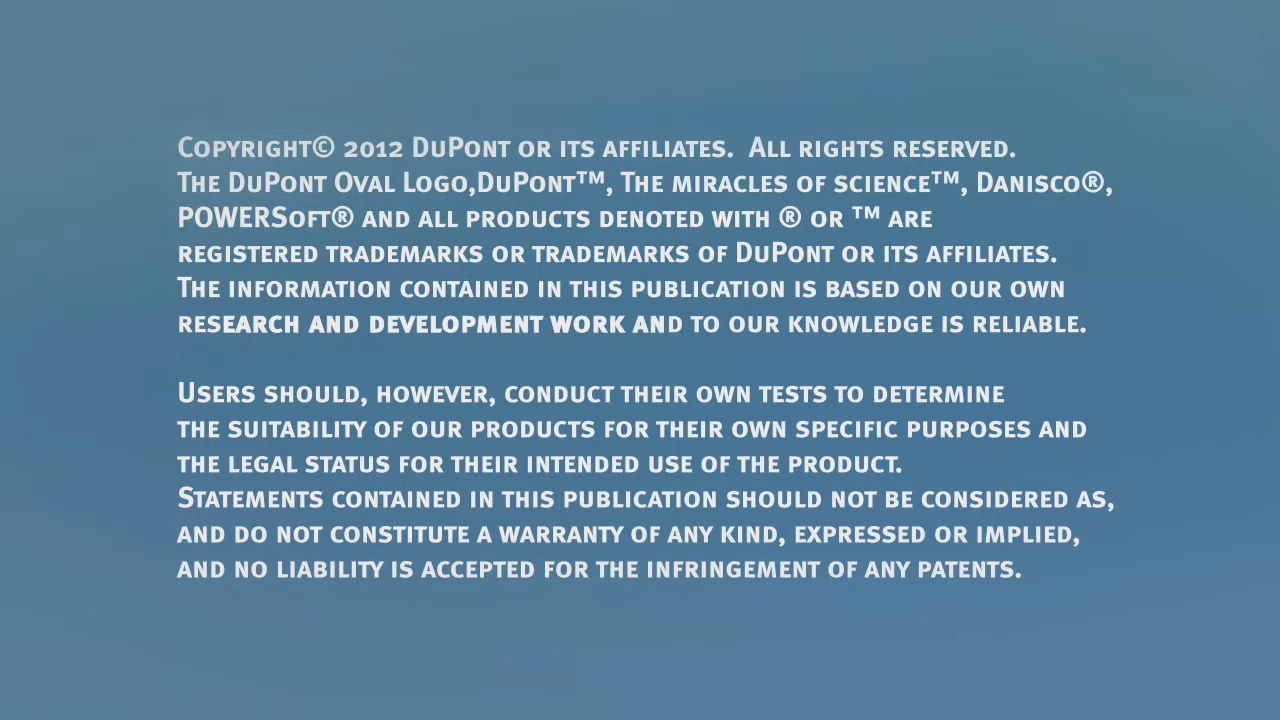 Copyright© 2012 DuPont or its affiliates.  All rights reserved.
The DuPont Oval Logo,DuPont™, The miracles of science™, Danisco®,
POWERSoft® and all products denoted with ® or ™ are
registered trademarks or trademarks of DuPont or its affiliates.
The information contained in this publication is based on our own
research and development work and to our knowledge is reliable.
Users should, however, conduct their own tests to determine
the suitability of our products for their own specific purposes and
the legal status for their intended use of the product.
Statements contained in this publication should not be considered as,
and do not constitute a warranty of any kind, expressed or implied,
and no liability is accepted for the infringement of any patents.